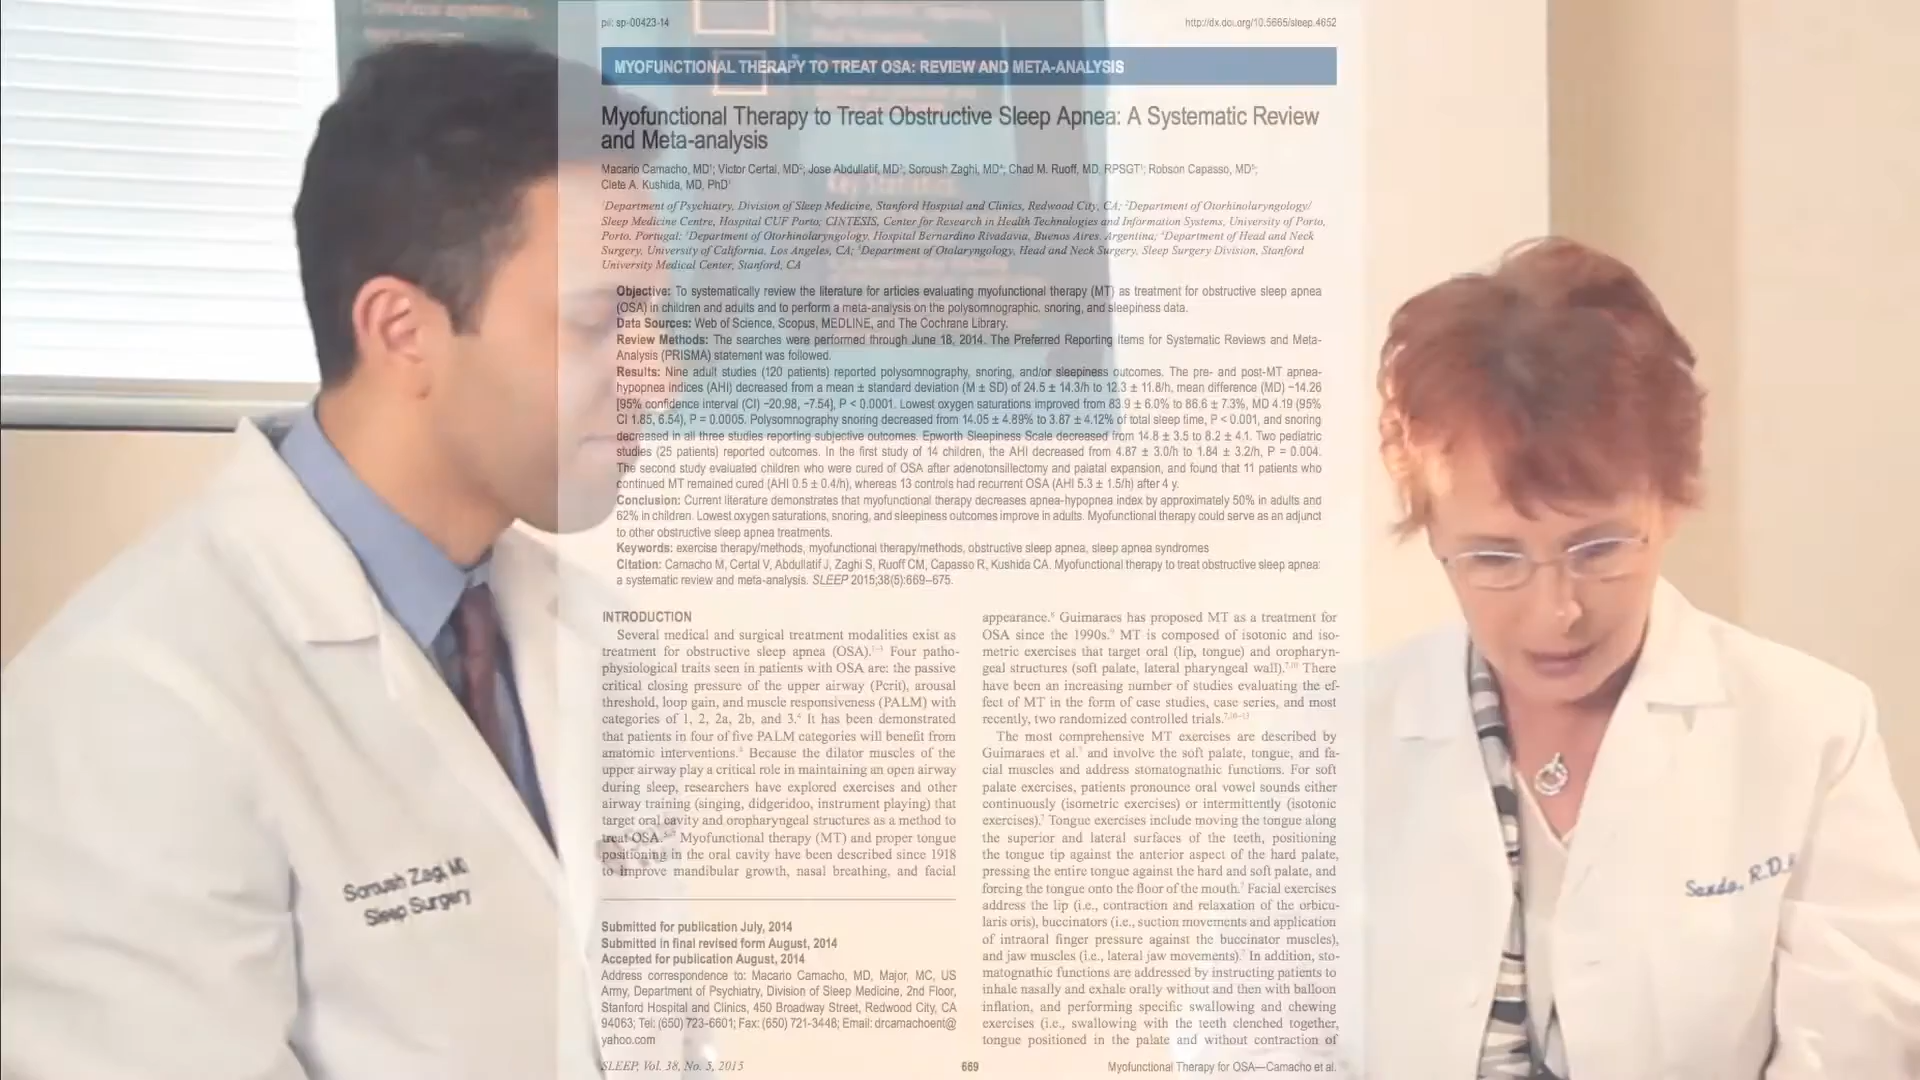 pii: sp-00423-14
http://dx.doi.org/10.5665/sleep.4652
MYOFUNCTIONAL THERAPY TO TREAT OSA: REVIEW AND META-ANALYSIS
Myofunctional Therapy to Treat Obstructive Sleep Apnea: A Systematic Review
and Meta-analysis
Macario Camacho, MD1; Victor Certal, MD2; Jose Abdullatif, MD3; Soroush Zaghi, MD4; Chad M. Ruoff, MD, RPSGT1; Robson Capasso, MD5;
Clete A. Kushida, MD, PhD1
1Department of Psychiatry, Division of Sleep Medicine, Stanford Hospital and Clinics, Redwood City, CA; 2Department of Otorhinolaryngology/
Sleep Medicine Centre, Hospital CUF Porto; CINTESIS, Center for Research in Health Technologies and Information Systems, University of Porto,
Porto, Portugal; 3Department of Otorhinolaryngology, Hospital Bernardino Rivadavia, Buenos Aires, Argentina; 4Department of Head and Neck
Surgery, University of California, Los Angeles, CA; 5Department of Otolaryngology, Head and Neck Surgery, Sleep Surgery Division, Stanford
University Medical Center, Stanford, CA
Objective: To systematically review the literature for articles evaluating myofunctional therapy (MT) as treatment for obstructive sleep apnea
(OSA) in children and adults and to perform a meta-analysis on the polysomnographic, snoring, and sleepiness data.
Data Sources: Web of Science, Scopus, MEDLINE, and The Cochrane Library.
Review Methods: The searches were performed through June 18, 2014. The Preferred Reporting Items for Systematic Reviews and Meta-
Analysis (PRISMA) statement was followed.
Results: Nine adult studies (120 patients) reported polysomnography, snoring, and/or sleepiness outcomes. The pre- and post-MT apnea-
hypopnea indices (AHI) decreased from a mean ± standard deviation (M ± SD) of 24.5 ± 14.3/h to 12.3 ± 11.8/h, mean difference (MD) −14.26
[95% confidence interval (CI) −20.98, −7.54], P < 0.0001. Lowest oxygen saturations improved from 83.9 ± 6.0% to 86.6 ± 7.3%, MD 4.19 (95%
CI 1.85, 6.54), P = 0.0005. Polysomnography snoring decreased from 14.05 ± 4.89% to 3.87 ± 4.12% of total sleep time, P < 0.001, and snoring
decreased in all three studies reporting subjective outcomes. Epworth Sleepiness Scale decreased from 14.8 ± 3.5 to 8.2 ± 4.1. Two pediatric
studies (25 patients) reported outcomes. In the first study of 14 children, the AHI decreased from 4.87 ± 3.0/h to 1.84 ± 3.2/h, P = 0.004.
The second study evaluated children who were cured of OSA after adenotonsillectomy and palatal expansion, and found that 11 patients who
continued MT remained cured (AHI 0.5 ± 0.4/h), whereas 13 controls had recurrent OSA (AHI 5.3 ± 1.5/h) after 4 y.
Conclusion: Current literature demonstrates that myofunctional therapy decreases apnea-hypopnea index by approximately 50% in adults and
62% in children. Lowest oxygen saturations, snoring, and sleepiness outcomes improve in adults. Myofunctional therapy could serve as an adjunct
to other obstructive sleep apnea treatments.
Keywords: exercise therapy/methods, myofunctional therapy/methods, obstructive sleep apnea, sleep apnea syndromes
Citation: Camacho M, Certal V, Abdullatif J, Zaghi S, Ruoff CM, Capasso R, Kushida CA. Myofunctional therapy to treat obstructive sleep apnea:
a systematic review and meta-analysis. SLEEP 2015;38(5):669–675.
INTRODUCTION
Several medical and surgical treatment modalities exist as
treatment for obstructive sleep apnea (OSA).1–3 Four patho-
physiological traits seen in patients with OSA are: the passive
critical closing pressure of the upper airway (Pcrit), arousal
threshold, loop gain, and muscle responsiveness (PALM) with
categories of 1, 2, 2a, 2b, and 3.4 It has been demonstrated
that patients in four of five PALM categories will benefit from
anatomic interventions.4 Because the dilator muscles of the
upper airway play a critical role in maintaining an open airway
during sleep, researchers have explored exercises and other
airway training (singing, didgeridoo, instrument playing) that
target oral cavity and oropharyngeal structures as a method to
treat OSA. Myofunctional therapy (MT) and proper tongue
positioning in the oral cavity have been described since 1918
to improve mandibular growth, nasal breathing, and facial
Submitted for publication July, 2014
Submitted in final revised form August, 2014
Accepted for publication August, 2014
Address correspondence to: Macario Camacho, MD, Major, MC, US
Army, Department of Psychiatry, Division of Sleep Medicine, 2nd Floor,
Stanford Hospital and Clinics, 450 Broadway Street, Redwood City, CA
94063; Tel: (650) 723-6601; Fax: (650) 721-3448; Email: drcamachoent@
yahoo.com
appearance.8 Guimaraes has proposed MT as a treatment for
OSA since the 1990s.9 MT is composed of isotonic and iso-
metric exercises that target oral (lip, tongue) and oropharyn-
geal structures (soft palate, lateral pharyngeal wall).7,10 There
have been an increasing number of studies evaluating the ef-
fect of MT in the form of case studies, case series, and most
recently, two randomized controlled trials.7,10–13
The most comprehensive MT exercises are described by
Guimaraes et al.7 and involve the soft palate, tongue, and fa-
cial muscles and address stomatognathic functions. For soft
palate exercises, patients pronounce oral vowel sounds either
continuously (isometric exercises) or intermittently (isotonic
exercises).7 Tongue exercises include moving the tongue along
the superior and lateral surfaces of the teeth, positioning
the tongue tip against the anterior aspect of the hard palate,
pressing the entire tongue against the hard and soft palate, and
forcing the tongue onto the floor of the mouth.7 Facial exercises
address the lip (i.e., contraction and relaxation of the orbicu-
laris oris), buccinators (i.e., suction movements and application
of intraoral finger pressure against the buccinator muscles),
and jaw muscles (i.e., lateral jaw movements).7 In addition, sto-
matognathic functions are addressed by instructing patients to
inhale nasally and exhale orally without and then with balloon
inflation, and performing specific swallowing and chewing
exercises (i.e., swallowing with the teeth clenched together,
tongue positioned in the palate and without contraction of
SLEEP, Vol. 38, No. 5, 2015
669
Myofunctional Therapy for OSA—Camacho et al.
Soroush Zagi, MD
Sleep Surgery
R.D.
Key Statistics